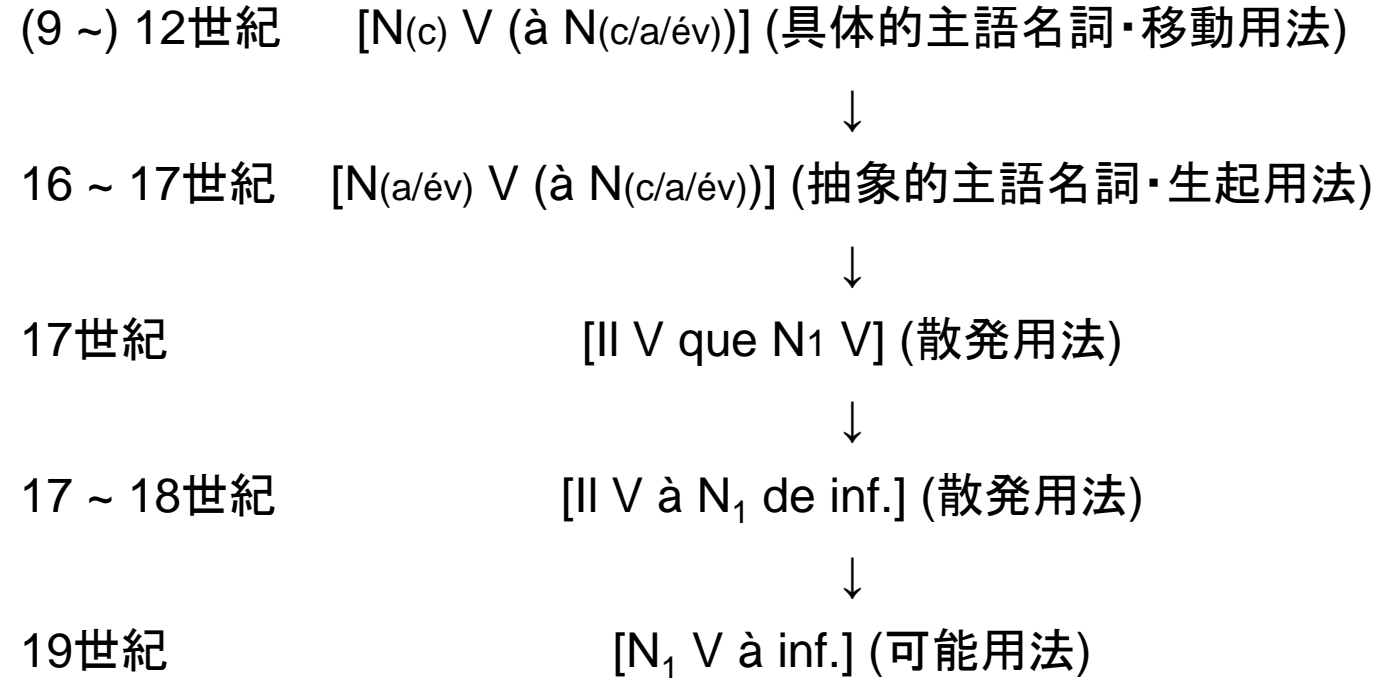 (9 ~) 12世紀 [N(c) V (à N(c/a/év))] (具体的主語名詞・移動用法)
↓
16 ~ 17世紀 [N(a/év) V (à N(c/a/év))] (抽象的主語名詞・生起用法)
↓
17世紀 [Il V que N1 V] (散発用法)
↓
17 ~ 18世紀 [Il V à N₁ de inf.] (散発用法)
↓
19世紀 [N₁ V à inf.] (可能用法)